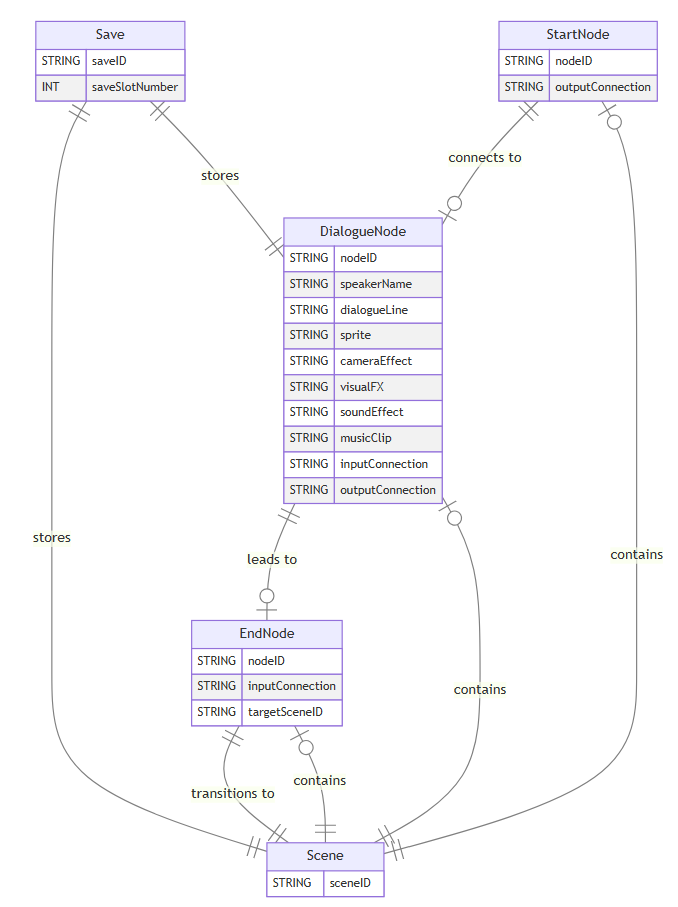 Save
STRING saveID
INT saveSlotNumber
StartNode
STRING nodeID
STRING outputConnection
connects to
stores
DialogueNode
STRING nodeID
STRING speakerName
STRING dialogueLine
STRING sprite
STRING cameraEffect
STRING visualFX
STRING soundEffect
STRING musicClip
STRING inputConnection
STRING outputConnection
stores
contains
leads to
EndNode
STRING nodeID
STRING inputConnection
STRING targetSceneID
contains
transitions to
contains
Scene
STRING sceneID